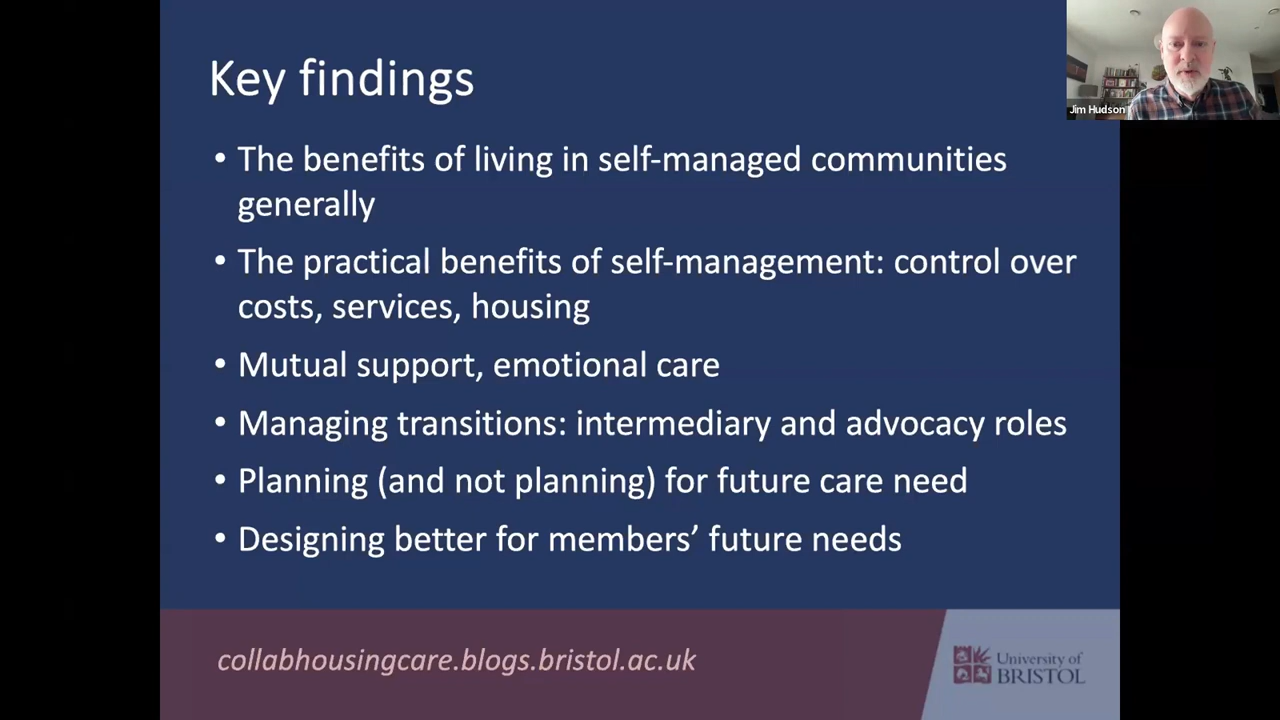 Key findings
• The benefits of living in self-managed communities
generally
• The practical benefits of self-management: control over
costs, services, housing
• Mutual support, emotional care
• Managing transitions: intermediary and advocacy roles
• Planning (and not planning) for future care need
• Designing better for members’ future needs
collabhousingcare.blogs.bristol.ac.uk
University of
BRISTOL
Jim Hudson